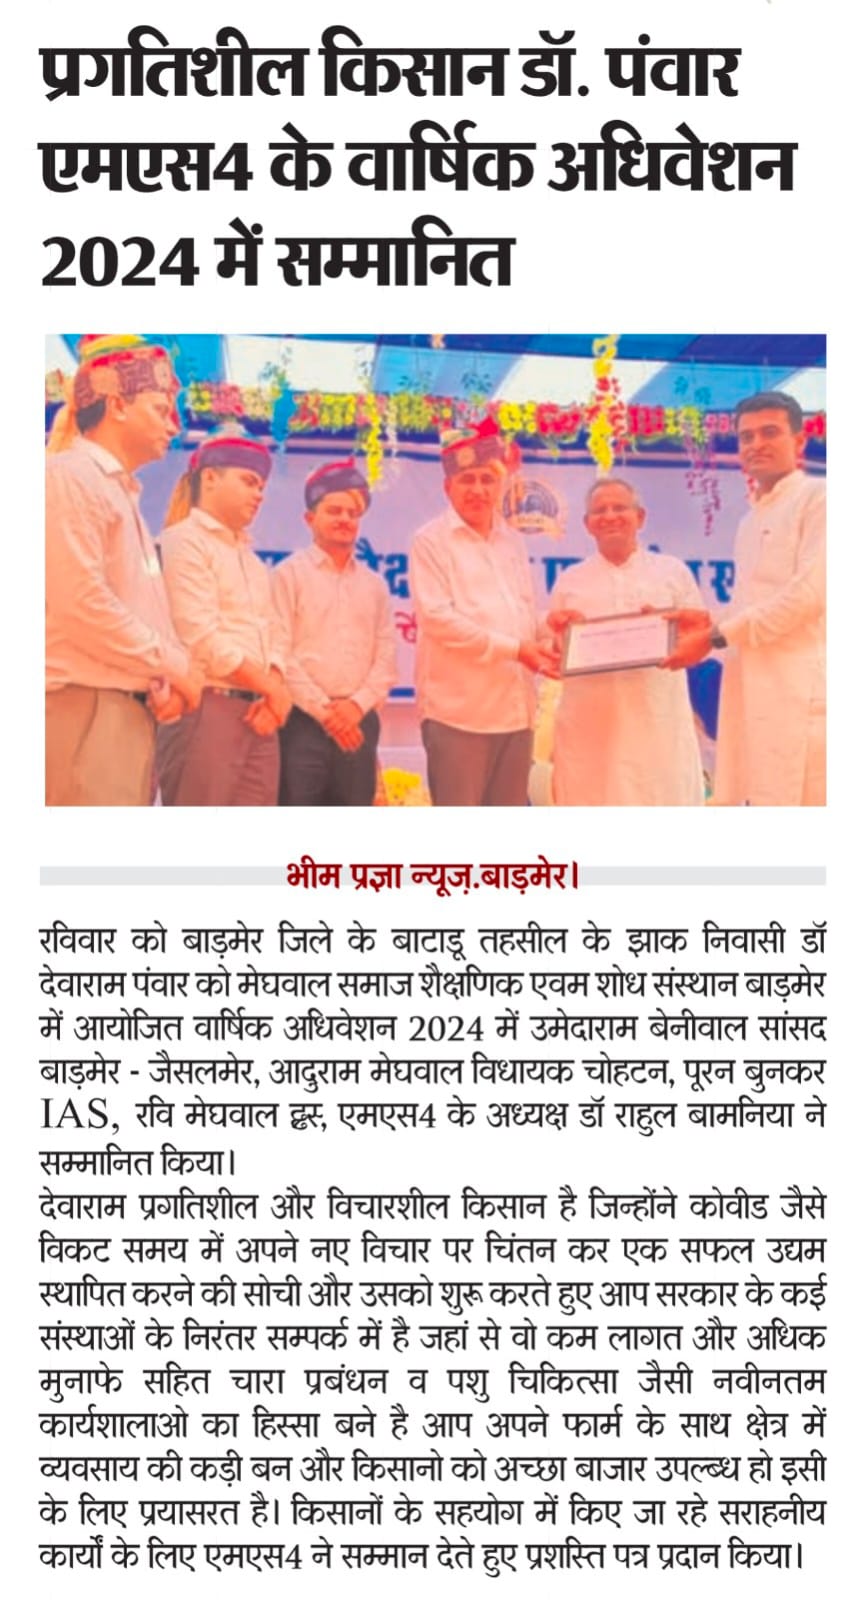 प्रगतिशील किसान डॉ. पंवार
एमएस4 के वार्षिक अधिवेशन
2024 में सम्मानित
भीम प्रज्ञा न्यूज़.बाड़मेर।
रविवार को बाड़मेर जिले के बाटाडू तहसील के झाक निवासी डॉ
देवाराम पंवार को मेघवाल समाज शैक्षणिक एवम शोध संस्थान बाड़मेर
में आयोजित वार्षिक अधिवेशन 2024 में उमेदाराम बेनीवाल सांसद
बाड़मेर - जैसलमेर, आदुराम मेघवाल विधायक चोहटन, पूरन बुनकर
IAS, रवि मेघवाल एमएस4 के अध्यक्ष डॉ राहुल बामनिया ने
सम्मानित किया।
देवाराम प्रगतिशील और विचारशील किसान है जिन्होंने कोवीड जैसे
विकट समय में अपने नए विचार पर चिंतन कर एक सफल उद्यम
स्थापित करने की सोची और उसको शुरू करते हुए आप सरकार के कई
संस्थाओं के निरंतर सम्पर्क में है जहां से वो कम लागत और अधिक
मुनाफे सहित चारा प्रबंधन व पशु चिकित्सा जैसी नवीनतम
कार्यशालाओ का हिस्सा बने है आप अपने फार्म के साथ क्षेत्र में
व्यवसाय की कड़ी बन और किसानो को अच्छा बाजार उपल्ब्ध हो इसी
के लिए प्रयासरत है। किसानों के सहयोग में किए जा रहे सराहनीय
कार्यों के लिए एमएस4 ने सम्मान देते हुए प्रशस्ति पत्र प्रदान किया।